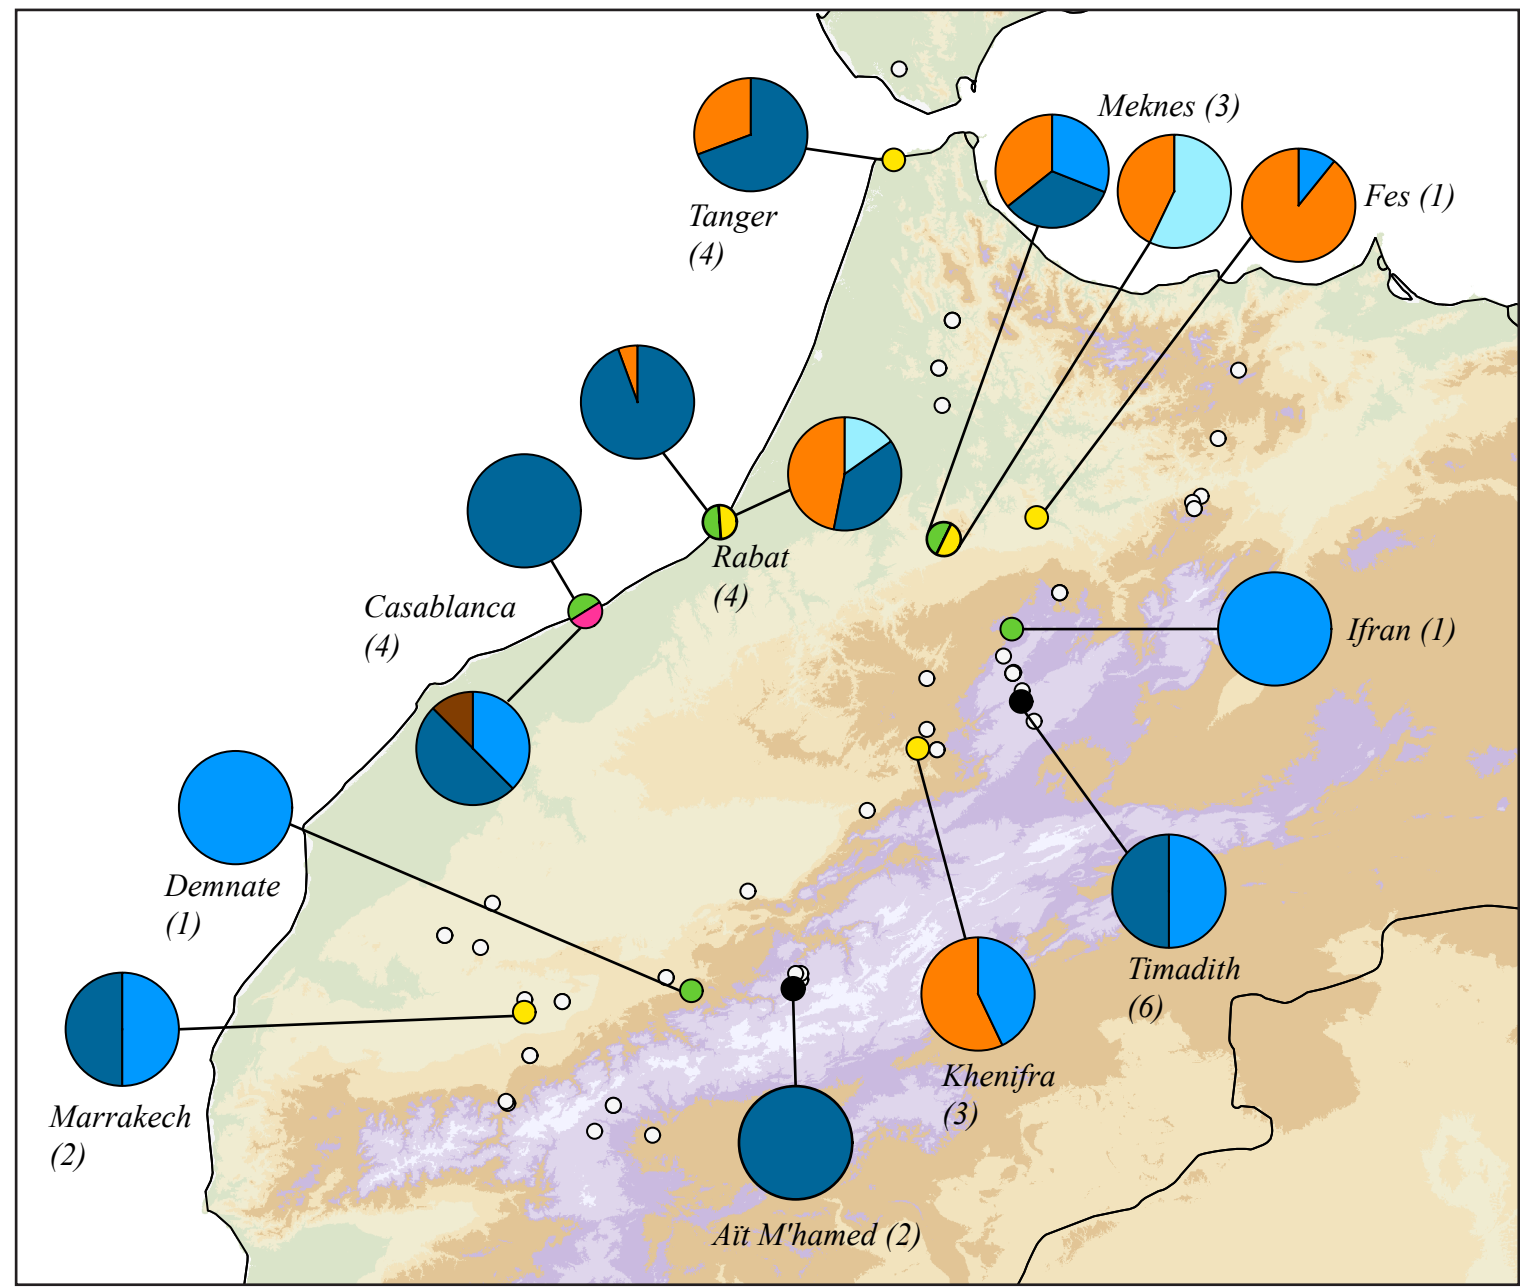 Meknes (3)
Fes (1)
Tanger
(4)
Rabat
(4)
Casablanca
(4)
Ifran (1)
Demnate
(1)
Timadith
(6)
Khenifra
(3)
Marrakech
(2)
Aït M'hamed (2)